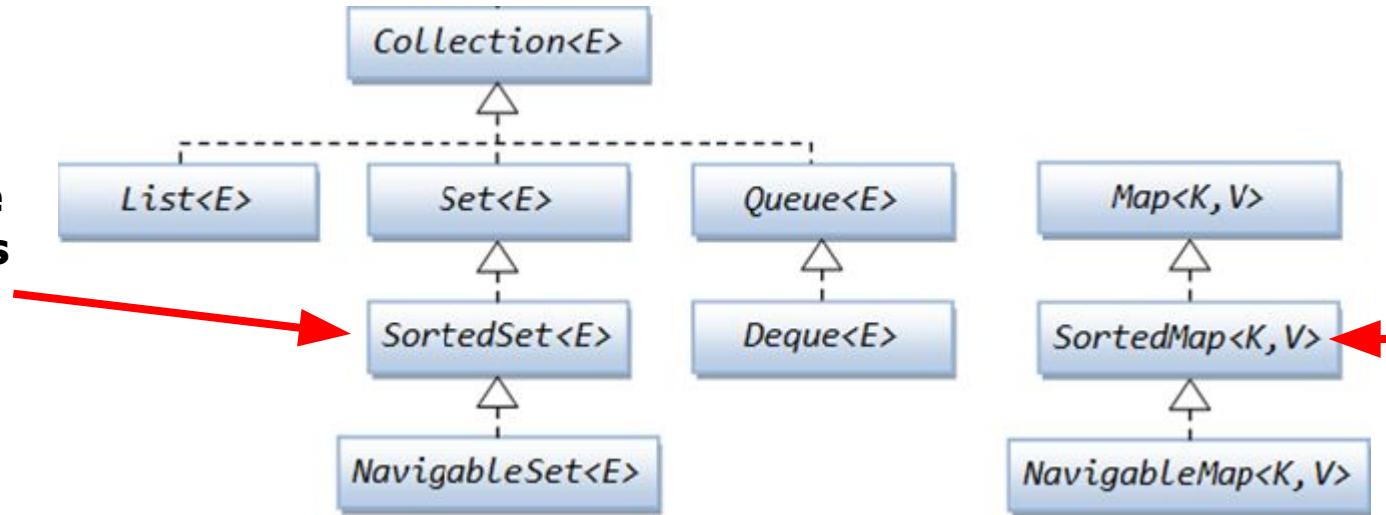 Collection<E>
List<E>
Set<E>
Queue<E>
Map<K,V>
SortedSet<E>
Deque<E>
SortedMap<K,V>
NavigableSet<E>
NavigableMap<K,V>